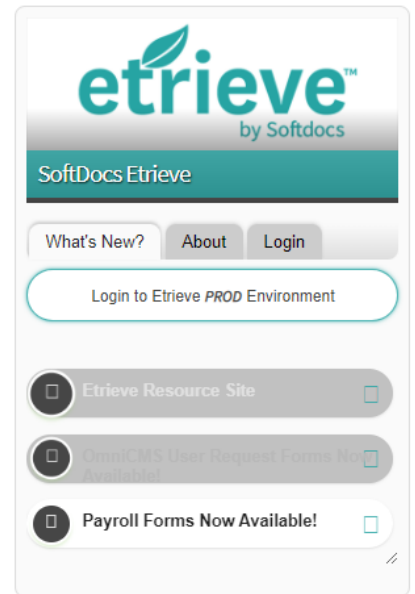 etrieve™
by Softdocs
SoftDocs Etrieve
What's New? About Login
Login to Etrieve PROD Environment
Etrieve Resource Site
OmniCMS User Request Forms Now
Available!
Payroll Forms Now Available!